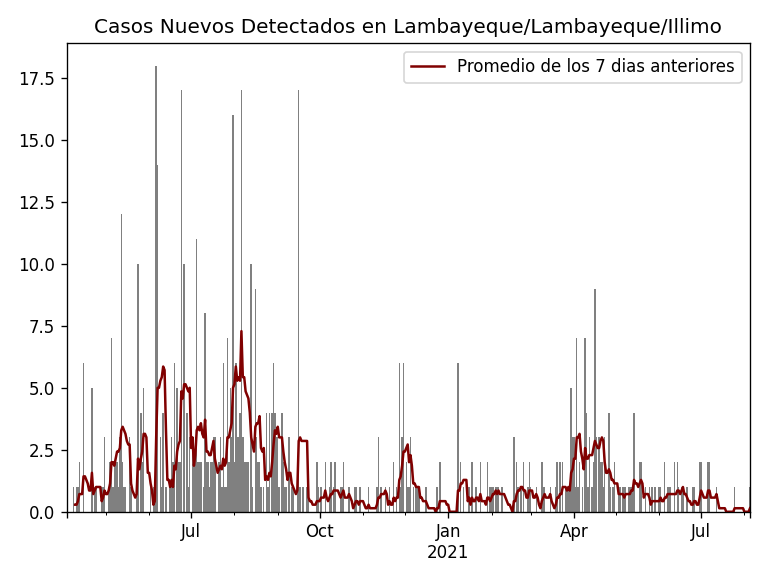 Casos Nuevos Detectados en Lambayeque/Lambayeque/Illimo
Promedio de los 7 dias anteriores
17.5
15.0
12.5
10.0
7.5
5.0
2.5
0.0
Jul
Oct
Jan
Apr
Jul
2021